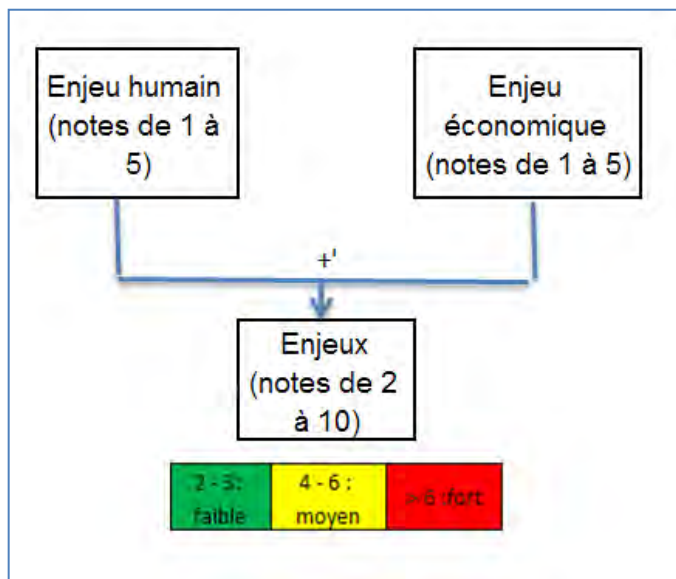 Enjeu humain
(notes de 1 à
5)
Enjeu
économique
(notes de 1 à 5)
+'
Enjeux
(notes de 2
à 10)
2 - 3 :
faible
4 - 6 :
moyen
> 6 :fort